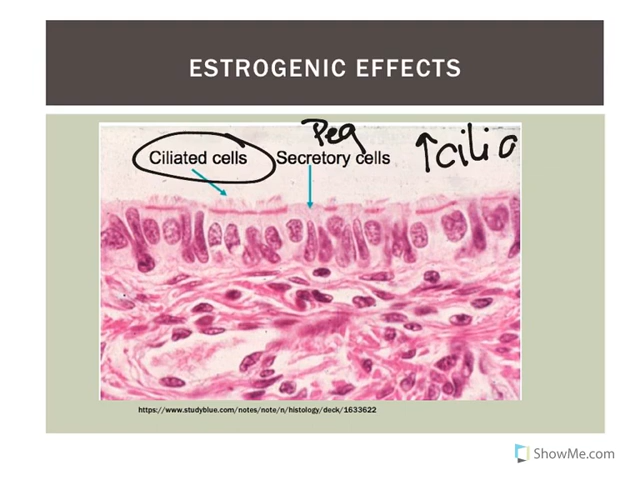 ESTROGENIC EFFECTS
Peg
Ciliated cells Secretory cells ↑cilia
https://www.studyblue.com/notes/note/n/histology/deck/1633622
ShowMe.com